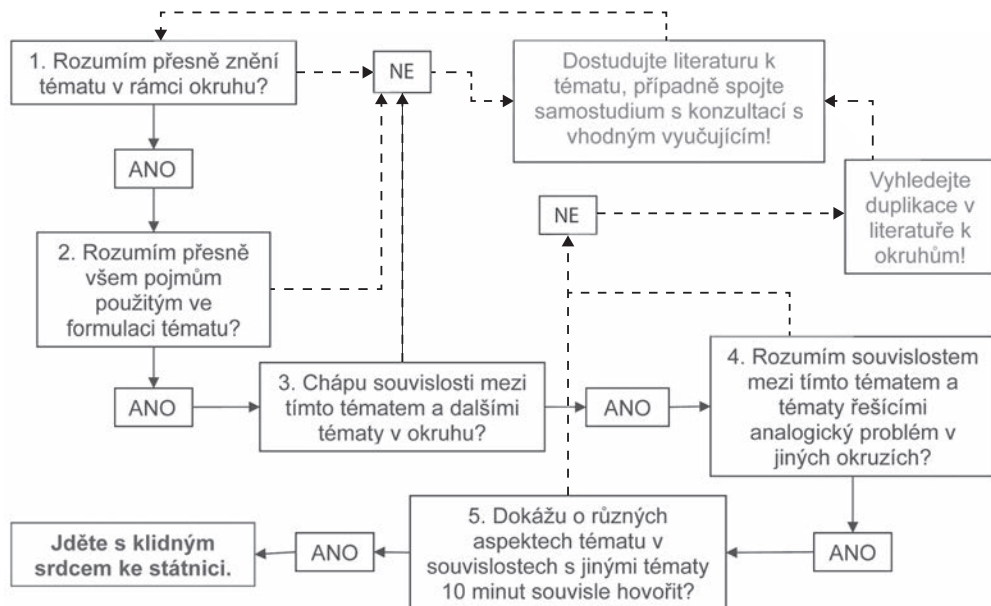 1. Rozumím přesně znění
tématu v rámci okruhu?
NE
Dostudujte literaturu k
tématu, případně spojte
samostudium s konzultací s
vhodným vyučujícím!
ANO
NE
Vyhledejte
duplikace v
literatuře k
okruhům!
2. Rozumím přesně
všem pojmům
použitým ve
formulaci tématu?
ANO
3. Chápu souvislosti mezi
tímto tématem a dalšími
tématy v okruhu?
ANO
4. Rozumím souvislostem
mezi tímto tématem a
tématy řešícími
analogický problém v
jiných okruzích?
ANO
5. Dokážu o různých
aspektech tématu v
souvislostech s jinými tématy
10 minut souvisle hovořit?
ANO
Jděte s klidným
srdcem ke státnici.